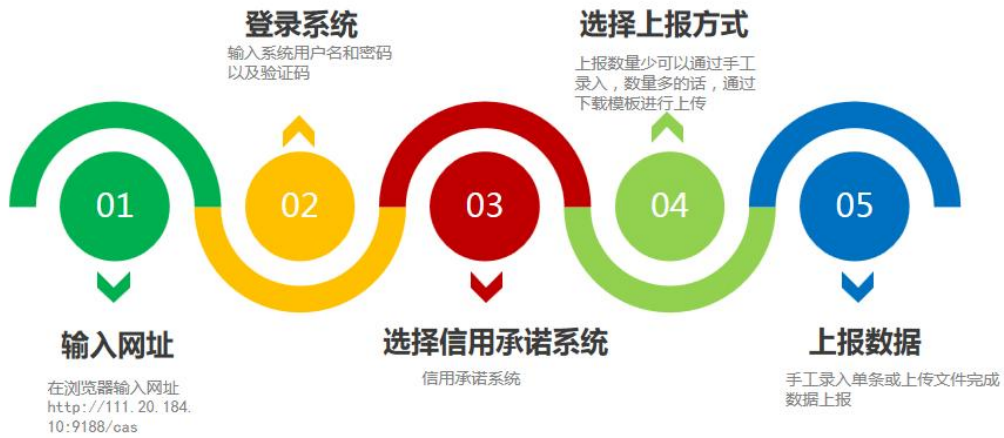 登录系统
输入系统用户名和密码
以及验证码
选择上报方式
上报数量少可以通过手工
录入，数量多的话，通过
下载模板进行上传
01
02
03
04
05
输入网址
在浏览器输入网址
http://111.20.184.
10:9188/cas
选择信用承诺系统
信用承诺系统
上报数据
手工录入单条或上传文件完成
数据上报